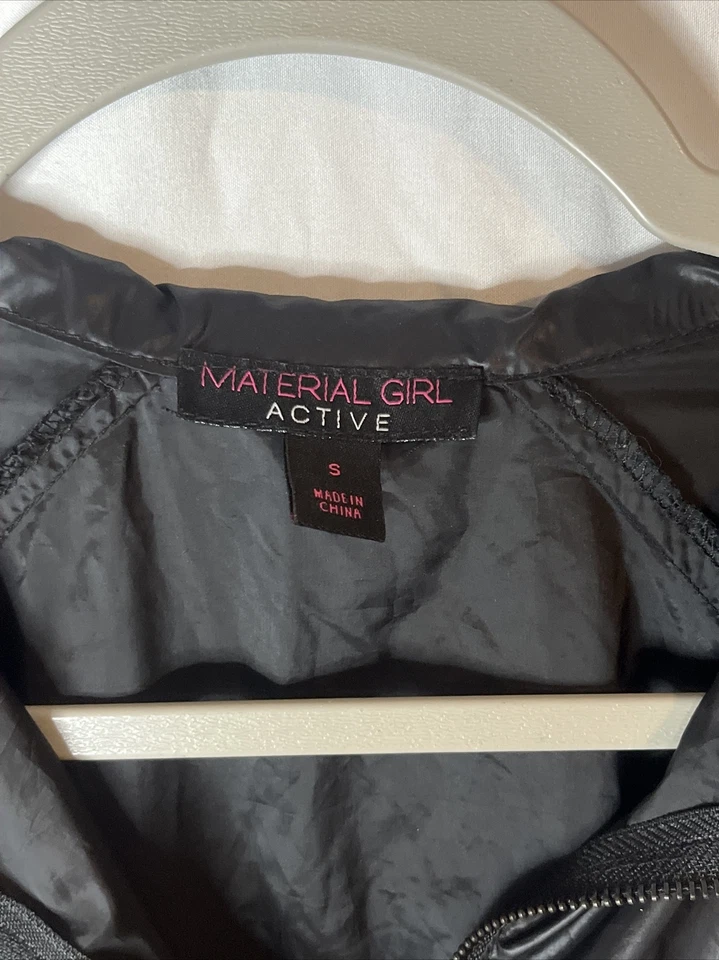 MATERIAL GIRL
ACTIVE
S
MADE IN
CHINA